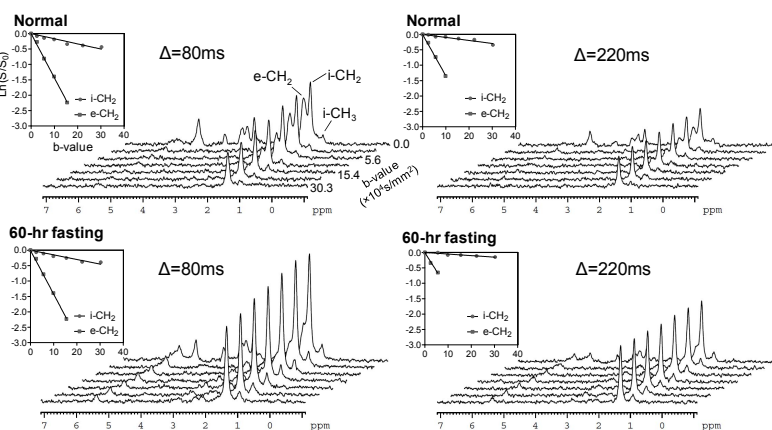 Normal
Δ=80ms
Ln(S/S0)
0.0
-0.5
-1.0
-1.5
-2.0
-2.5
-3.0
0 10 20 30 40
b-value
i-CH2
e-CH2
e-CH2
i-CH2
i-CH3
0.0
5.6
15.4
30.3
b-value
(×10⁴s/mm²)
7 6 5 4 3 2 1 0 ppm
Normal
Δ=220ms
0.0
-0.5
-1.0
-1.5
-2.0
-2.5
-3.0
0 10 20 30 40
i-CH2
e-CH2
7 6 5 4 3 2 1 0 ppm
60-hr fasting
Δ=80ms
0.0
-0.5
-1.0
-1.5
-2.0
-2.5
-3.0
0 10 20 30 40
i-CH2
e-CH2
7 6 5 4 3 2 1 0 ppm
60-hr fasting
Δ=220ms
0.0
-0.5
-1.0
-1.5
-2.0
-2.5
-3.0
0 10 20 30 40
i-CH2
e-CH2
7 6 5 4 3 2 1 0 ppm